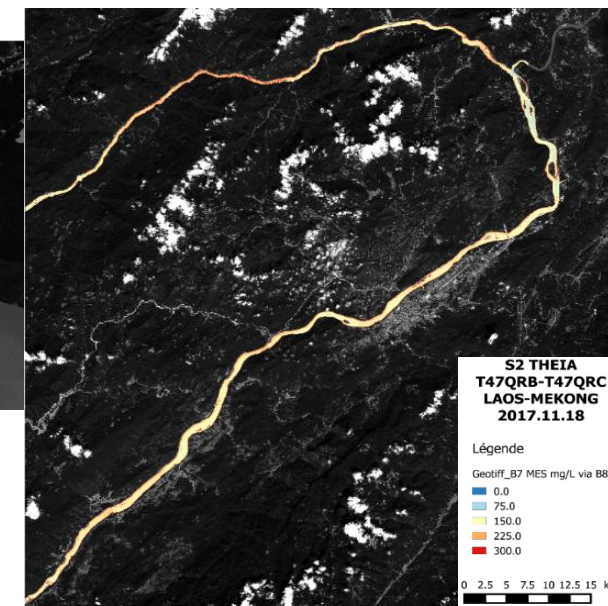 S2 THEIA
T47QRB-T47QRC
LAOS-MEKONG
2017.11.18
Légende
Geotiff_B7 MES mg/L via B8
0.0
75.0
150.0
225.0
300.0
0 2.5 5 7.5 10 12.5 15 k